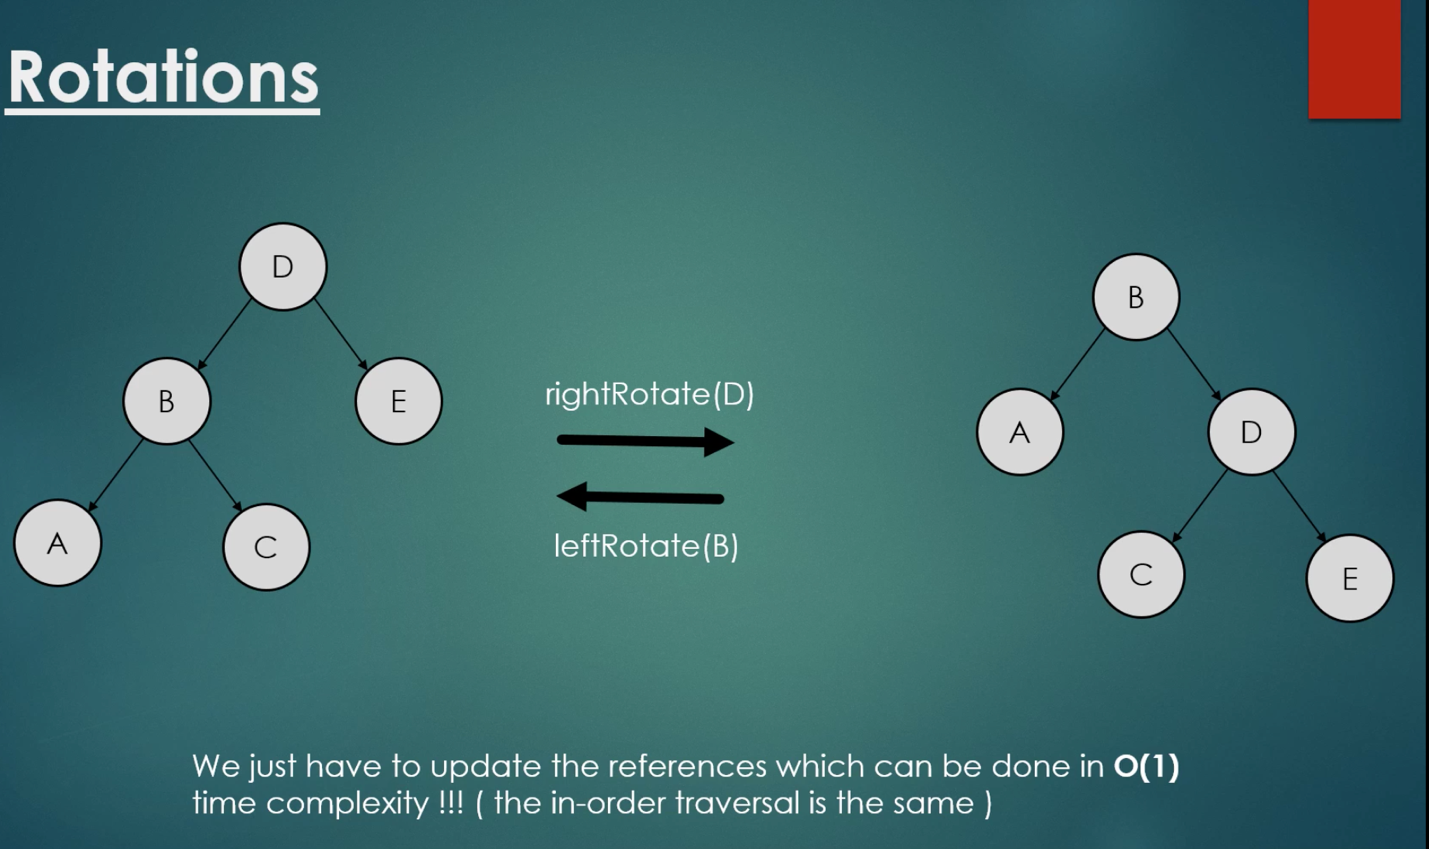 Rotations
D
B
E
A
C
rightRotate(D)
leftRotate(B)
B
A
D
C
E
We just have to update the references which can be done in O(1)
time complexity !!! ( the in-order traversal is the same )